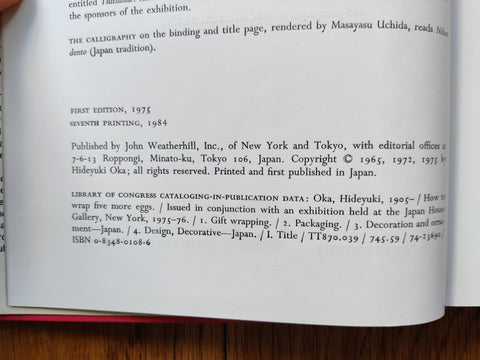 entitled
the sponsors of the exhibition.
THE CALLIGRAPHY on the binding and title page, rendered by Masayasu Uchida, reads
dento (Japan tradition).
FIRST EDITION, 1975
SEVENTH PRINTING, 1984
Published by John Weatherhill, Inc., of New York and Tokyo, with editorial offices at
7-6-13 Roppongi, Minato-ku, Tokyo 106, Japan. Copyright © 1965, 1972, 1975 by
Hideyuki Oka; all rights reserved. Printed and first published in Japan.
LIBRARY OF CONGRESS CATALOGING-IN-PUBLICATION DATA: Oka, Hideyuki, 1905– / How to
wrap five more eggs. / Issued in conjunction with an exhibition held at the Japan House
Gallery, New York, 1975–76. / 1. Gift wrapping. / 2. Packaging. / 3. Decoration and orna-
ment—Japan. / 4. Design, Decorative—Japan. / I. Title / TT870.039 / 745.59 / 74-23690 /
ISBN 0-8348-0108-6